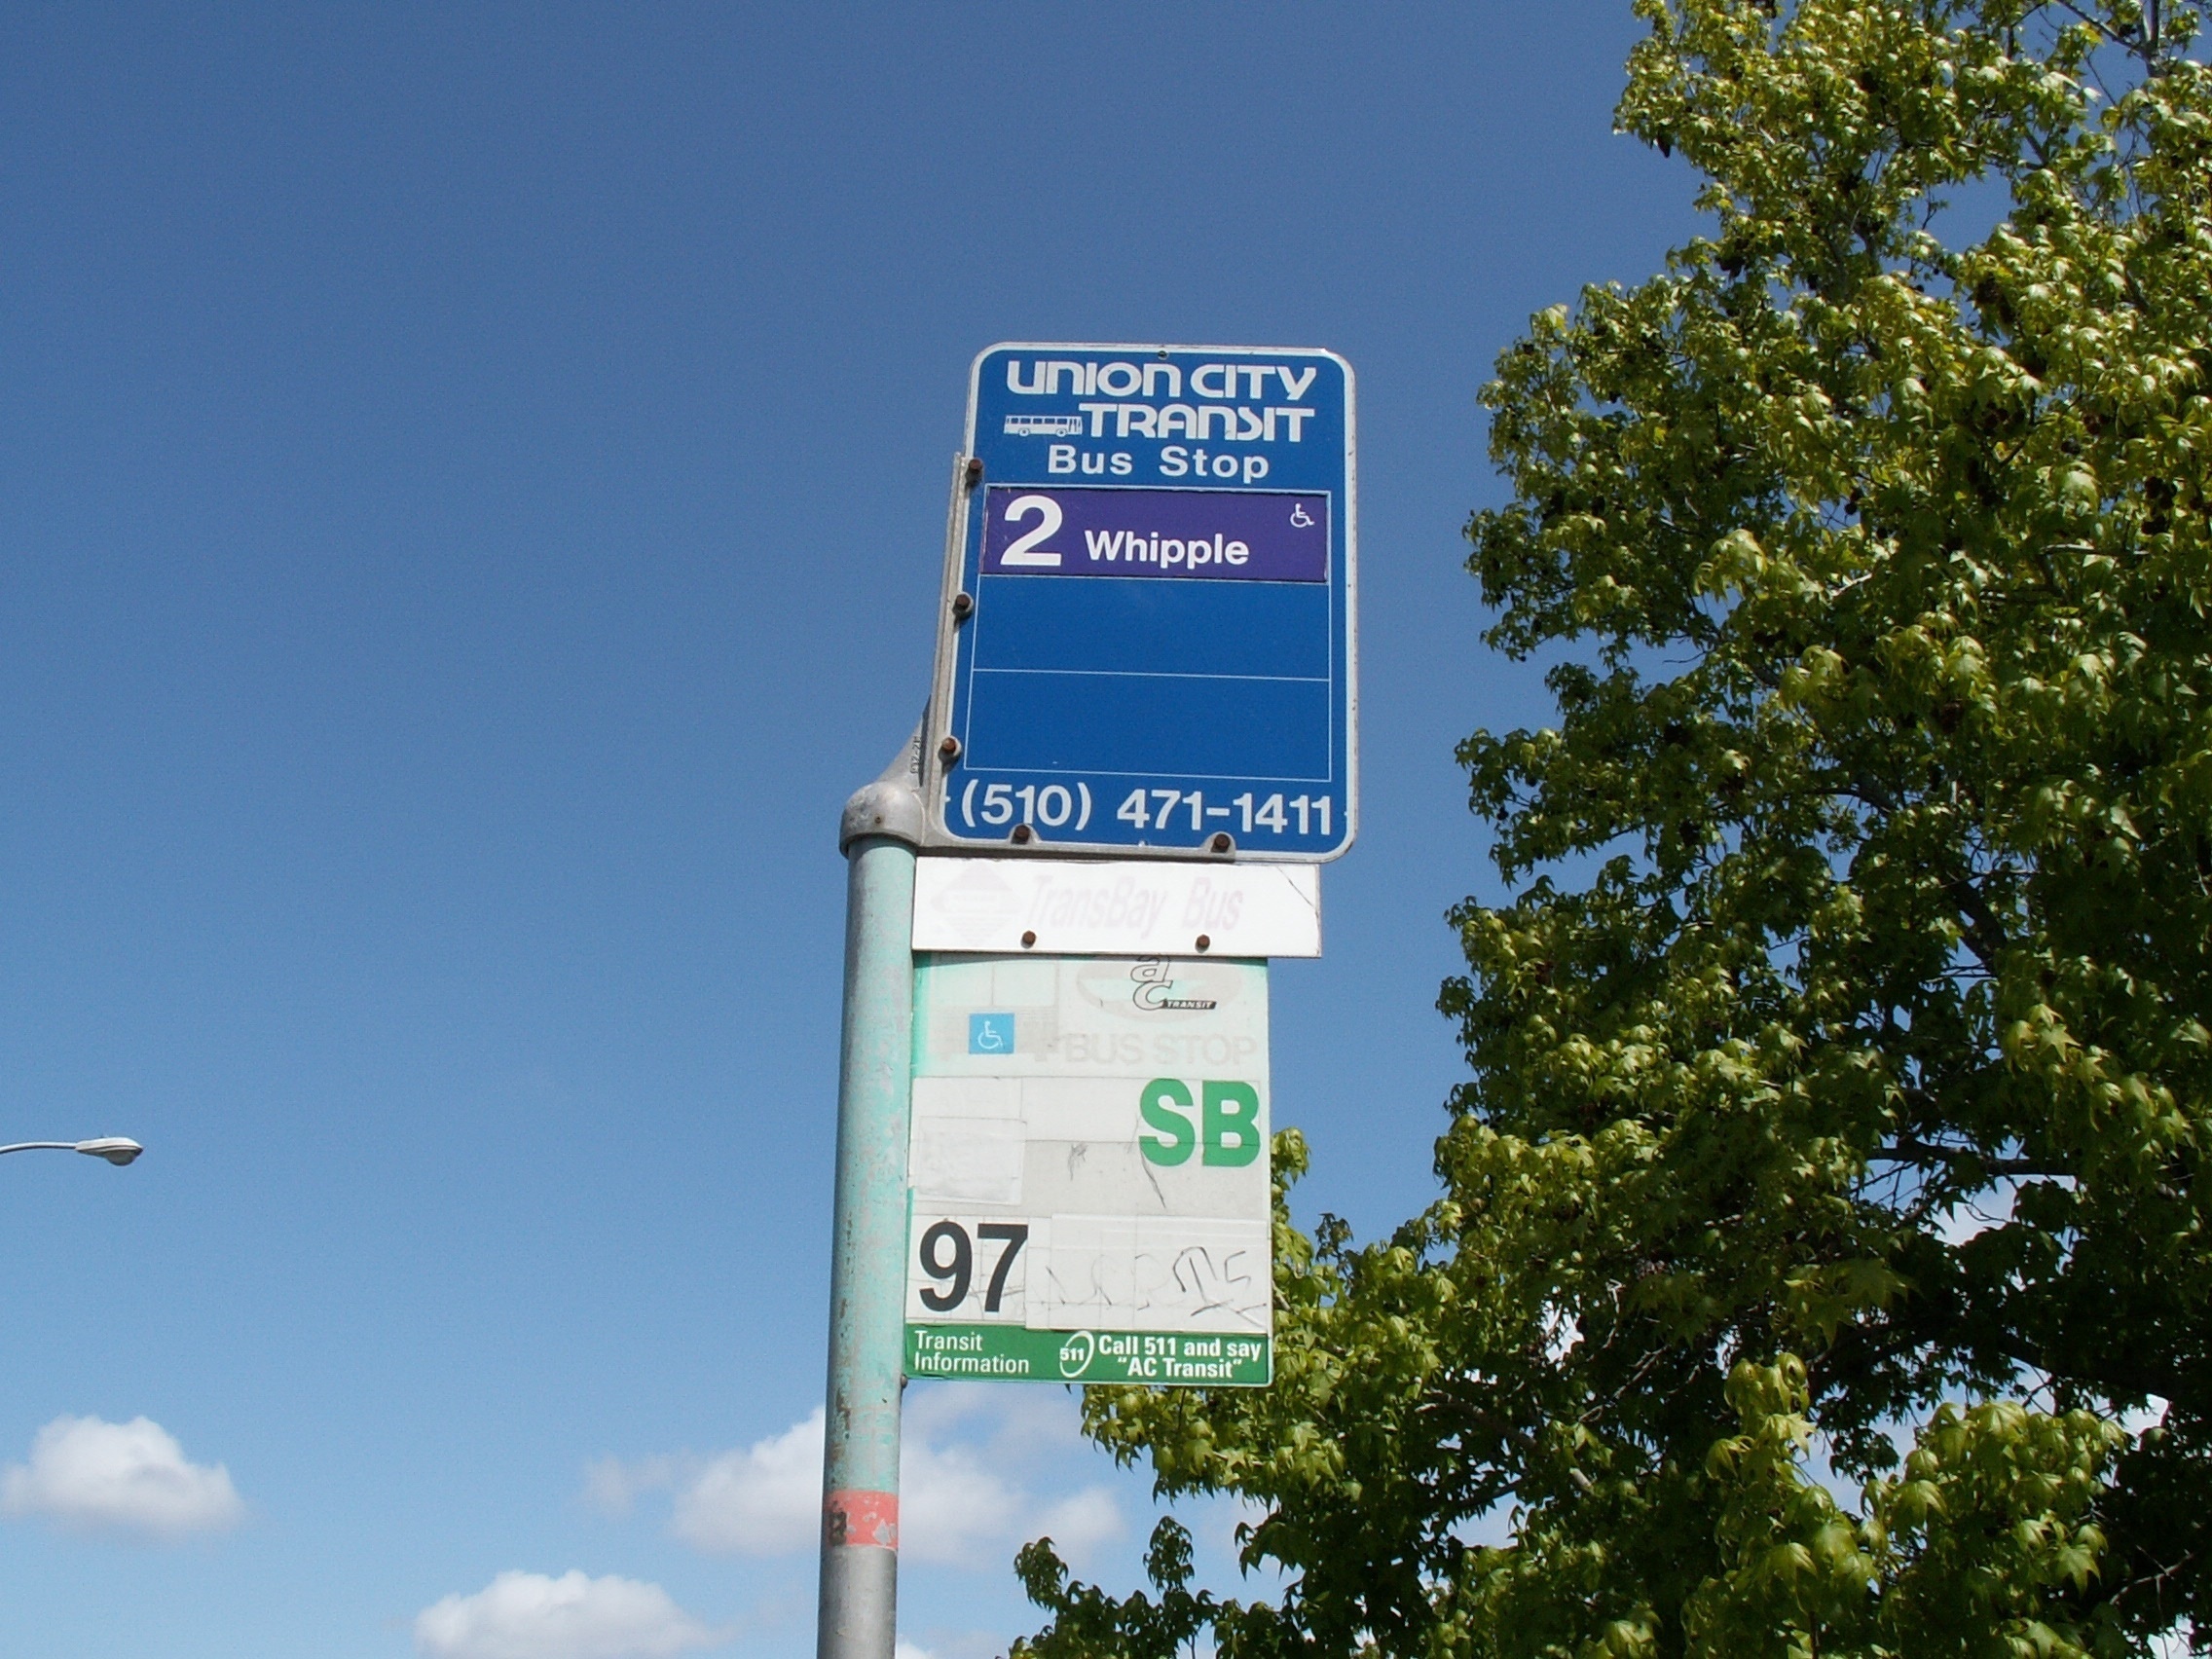 UNION CITY
TRANSIT
Bus Stop
2 Whipple
(510) 471-1411
TransBay Bus
ac TRANSIT
BUS STOP
SB
97
Transit
Information
511
Call 511 and say
"AC Transit"